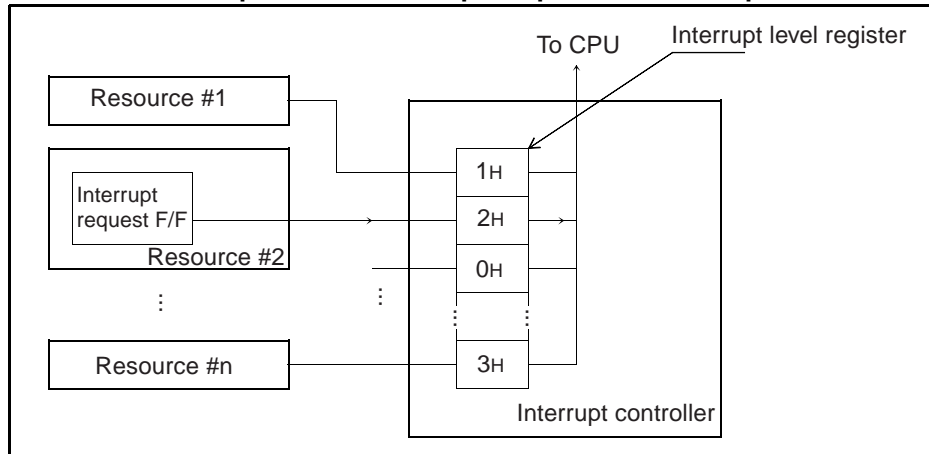 To CPU
Interrupt level register
Resource #1
1H
Interrupt
request F/F
2H
Resource #2
0H
Resource #n
3H
Interrupt controller